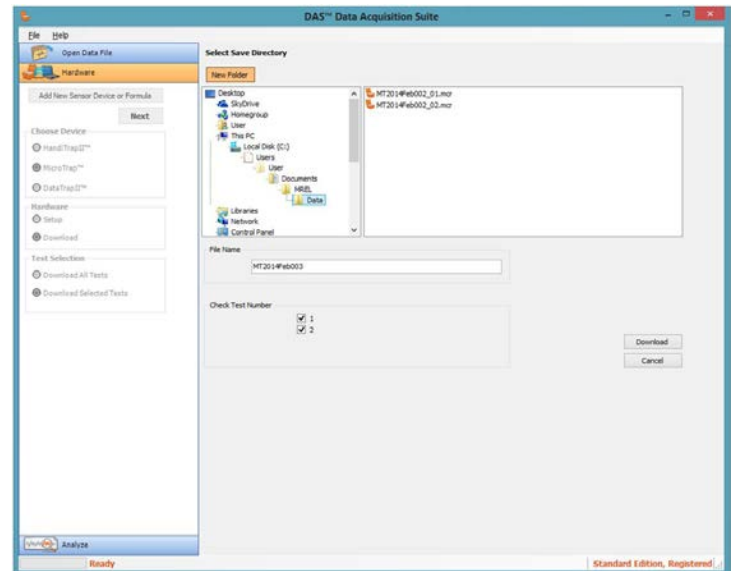 DAS™ Data Acquisition Suite
File Help
Open Data File
Hardware
Add New Sensor Device or Formula
Next
Choose Device
HandiTrapII™
MicroTrap™
DataTrapII™
Hardware
Setup
Download
Test Selection
Download All Tests
Download Selected Tests
Analyze
Select Save Directory
New Folder
Desktop
SkyDrive
Homegroup
User
This PC
Local Disk (C:)
Users
User
Documents
MREL
Data
Libraries
Network
Control Panel
MT2014Feb002_01.mcr
MT2014Feb002_02.mcr
File Name
MT2014Feb003
Check Test Number
1
2
Download
Cancel
Ready
Standard Edition, Registered